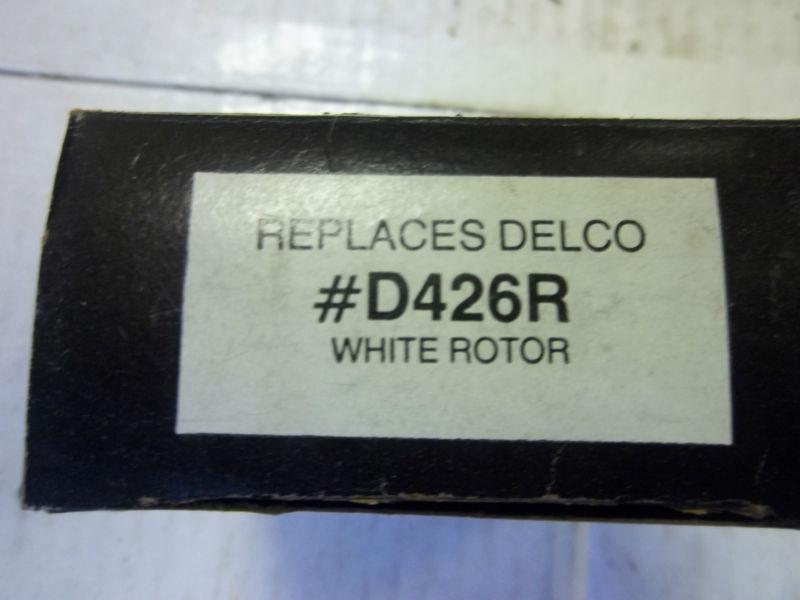 REPLACES DELCO
#D426R
WHITE ROTOR